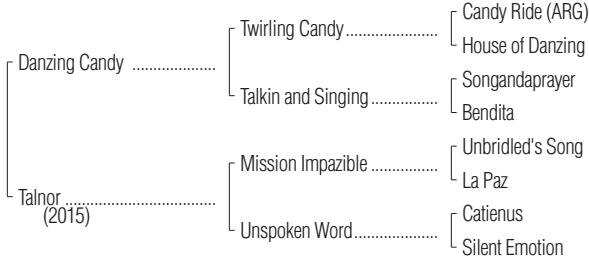 Candy Ride (ARG)
Twirling Candy....................
House of Danzing
Danzing Candy ...................
Songandaprayer
Talkin and Singing...............
Bendita
Unbridled's Song
Mission Impazible ...............
La Paz
Talnor..................................
(2015)
Catienus
Unspoken Word..................
Silent Emotion